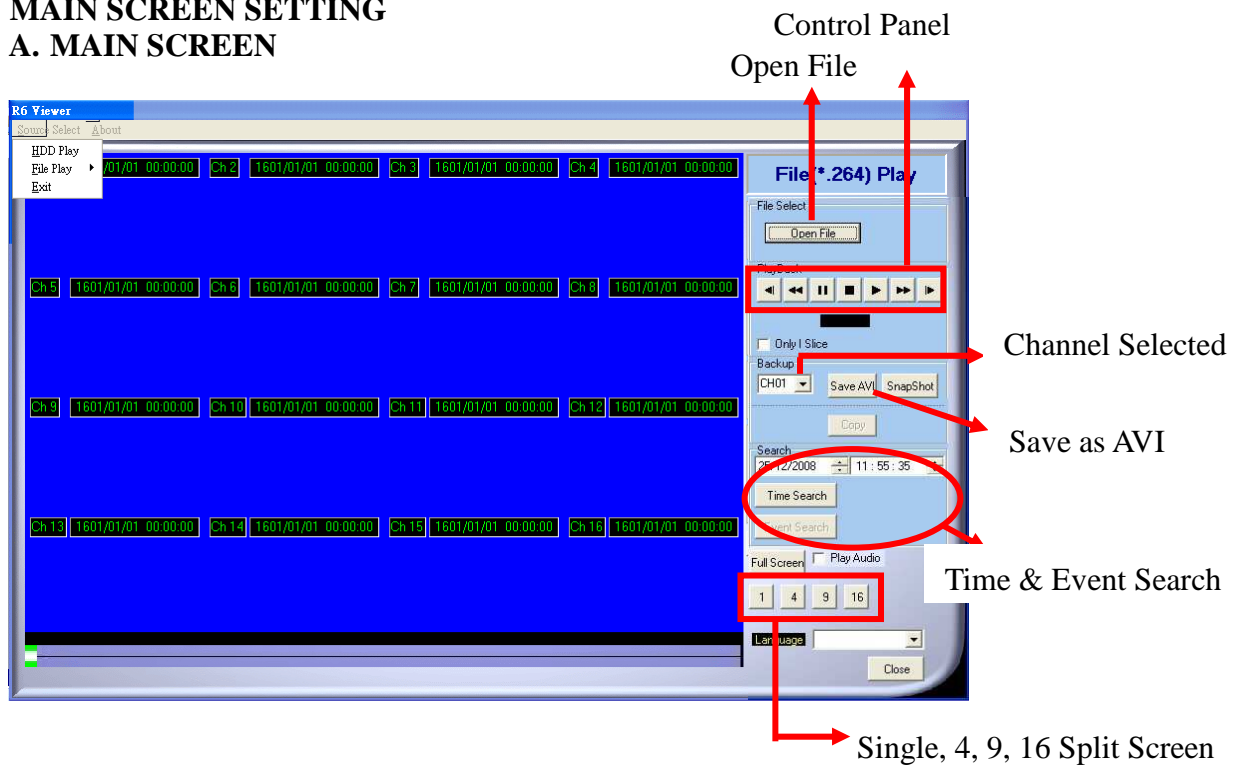 MAIN SCREEN SETTING
A. MAIN SCREEN
Control Panel
Open File
R6 Viewer
Source Select About
HDD Play
File Play
Exit
/01/01 00:00:00 Ch 2 1601/01/01 00:00:00 Ch 3 1601/01/01 00:00:00 Ch 4 1601/01/01 00:00:00
File(*.264) Play
File Select
Open File
Ch 5 1601/01/01 00:00:00 Ch 6 1601/01/01 00:00:00 Ch 7 1601/01/01 00:00:00 Ch 8 1601/01/01 00:00:00
PlayBack
Only I Slice
Channel Selected
Backup
CH01 Save AVI SnapShot
Ch 9 1601/01/01 00:00:00 Ch 10 1601/01/01 00:00:00 Ch 11 1601/01/01 00:00:00 Ch 12 1601/01/01 00:00:00
Copy
Save as AVI
Search
25/12/2008 11 : 55 : 35
Time Search
Ch 13 1601/01/01 00:00:00 Ch 14 1601/01/01 00:00:00 Ch 15 1601/01/01 00:00:00 Ch 16 1601/01/01 00:00:00
Event Search
Full Screen Play Audio
Time & Event Search
1 4 9 16
Language
Close
Single, 4, 9, 16 Split Screen